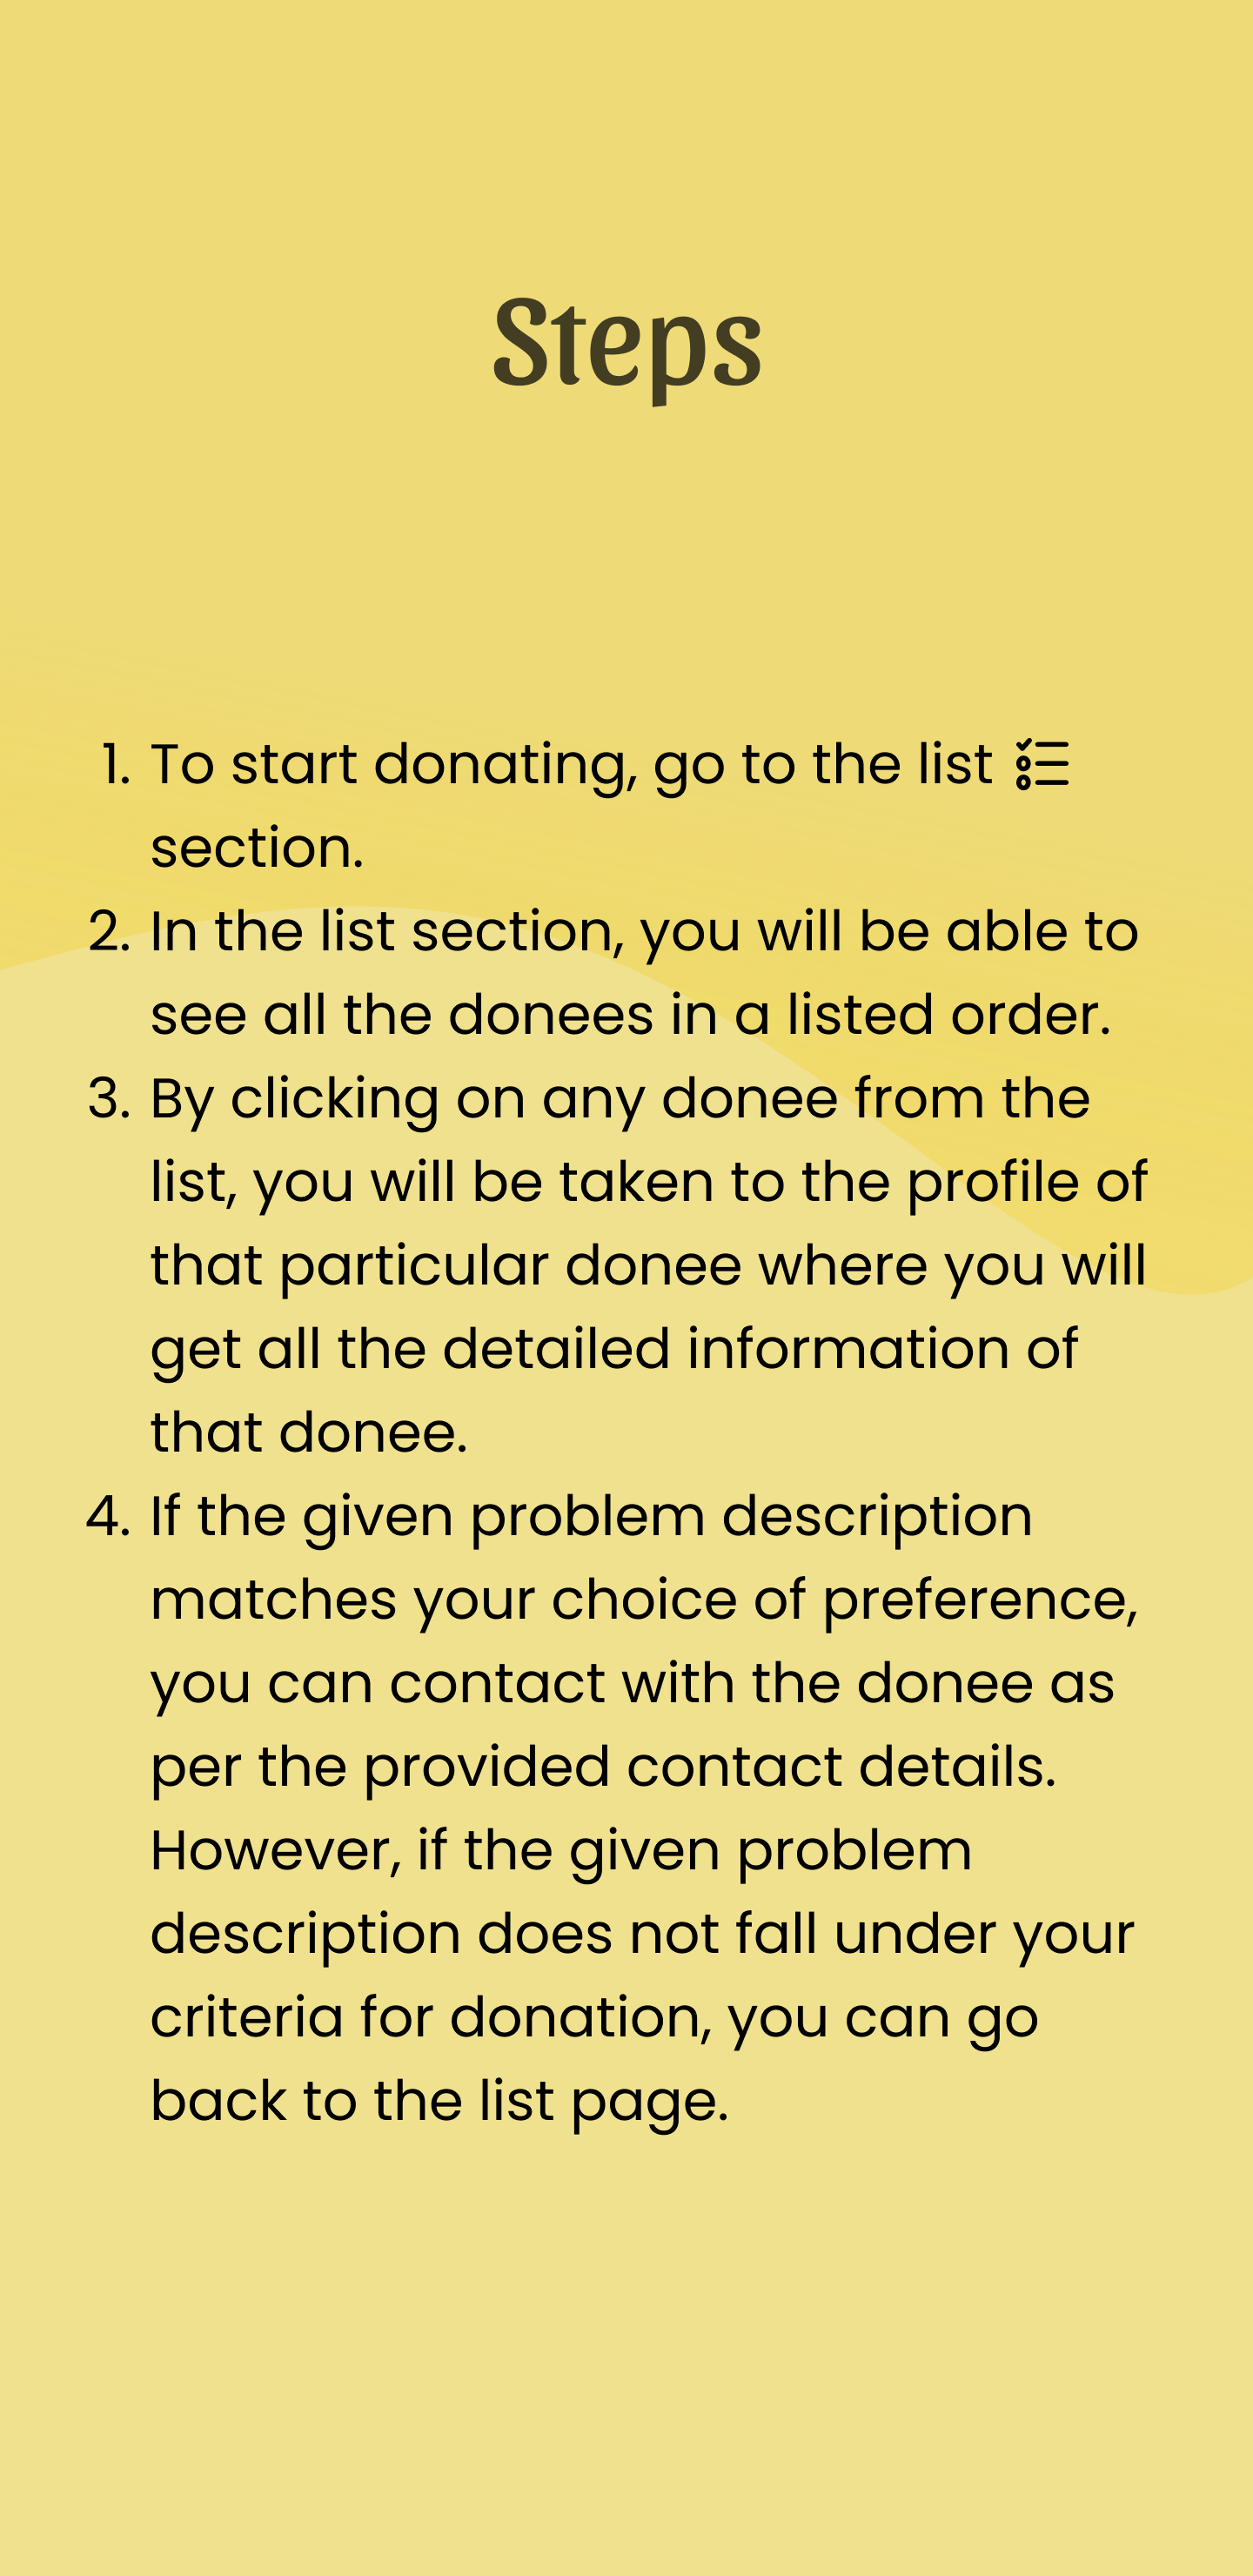 Steps
1. To start donating, go to the list
section.
2. In the list section, you will be able to
see all the donees in a listed order.
3. By clicking on any donee from the
list, you will be taken to the profile of
that particular donee where you will
get all the detailed information of
that donee.
4. If the given problem description
matches your choice of preference,
you can contact with the donee as
per the provided contact details.
However, if the given problem
description does not fall under your
criteria for donation, you can go
back to the list page.